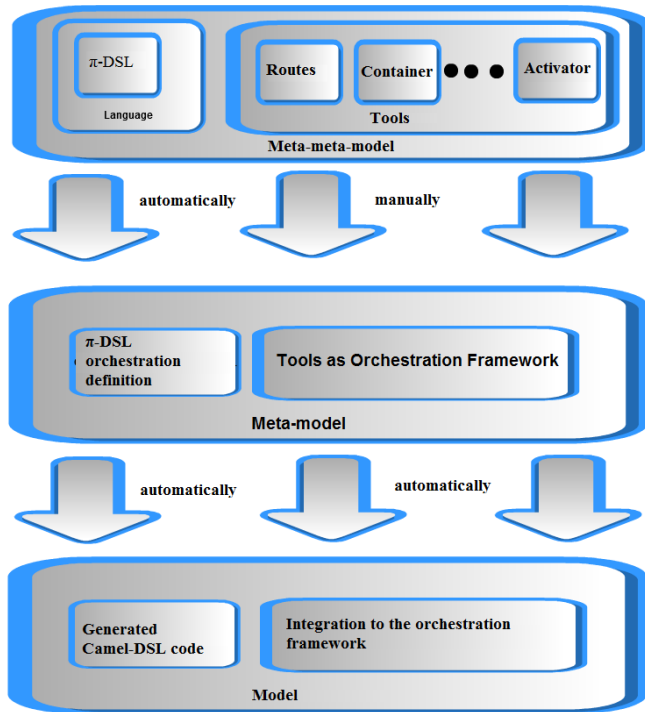 π-DSL
Language
Routes
Container
Activator
Tools
Meta-meta-model
automatically
manually
π-DSL
orchestration
definition
Tools as Orchestration Framework
Meta-model
automatically
automatically
Generated
Camel-DSL code
Integration to the orchestration
framework
Model